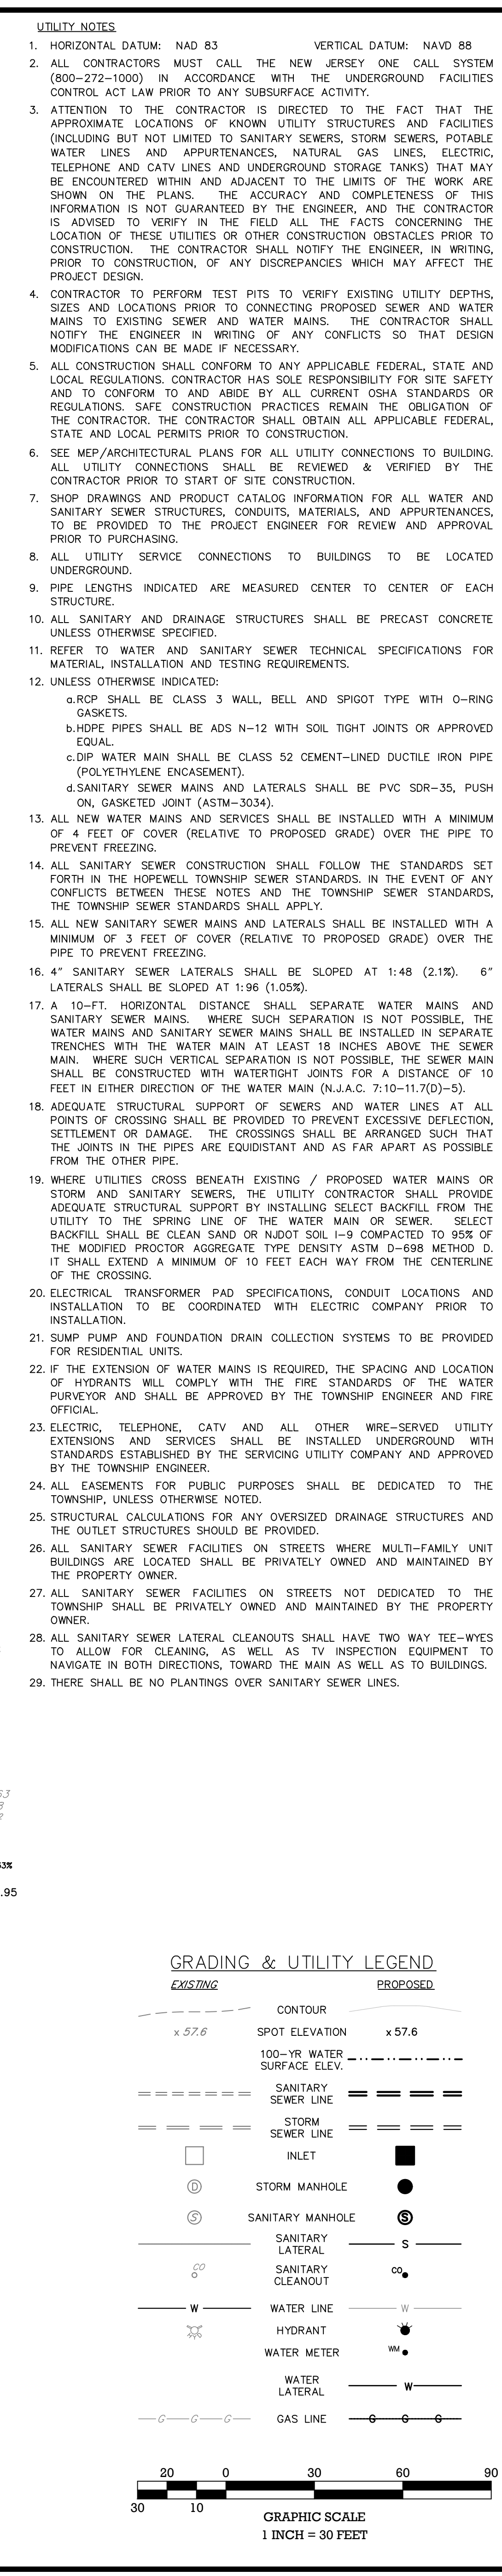 UTILITY NOTES
1. HORIZONTAL DATUM: NAD 83 VERTICAL DATUM: NAVD 88
2. ALL CONTRACTORS MUST CALL THE NEW JERSEY ONE CALL SYSTEM
(800-272-1000) IN ACCORDANCE WITH THE UNDERGROUND FACILITIES
CONTROL ACT LAW PRIOR TO ANY SUBSURFACE ACTIVITY.
3. ATTENTION TO THE CONTRACTOR IS DIRECTED TO THE FACT THAT THE
APPROXIMATE LOCATIONS OF KNOWN UTILITY STRUCTURES AND FACILITIES
(INCLUDING BUT NOT LIMITED TO SANITARY SEWERS, STORM SEWERS, POTABLE
WATER LINES AND APPURTENANCES, NATURAL GAS LINES, ELECTRIC,
TELEPHONE AND CATV LINES AND UNDERGROUND STORAGE TANKS) THAT MAY
BE ENCOUNTERED WITHIN AND ADJACENT TO THE LIMITS OF THE WORK ARE
SHOWN ON THE PLANS. THE ACCURACY AND COMPLETENESS OF THIS
INFORMATION IS NOT GUARANTEED BY THE ENGINEER, AND THE CONTRACTOR
IS ADVISED TO VERIFY IN THE FIELD ALL THE FACTS CONCERNING THE
LOCATION OF THESE UTILITIES OR OTHER CONSTRUCTION OBSTACLES PRIOR TO
CONSTRUCTION. THE CONTRACTOR SHALL NOTIFY THE ENGINEER, IN WRITING,
PRIOR TO CONSTRUCTION, OF ANY DISCREPANCIES WHICH MAY AFFECT THE
PROJECT DESIGN.
4. CONTRACTOR TO PERFORM TEST PITS TO VERIFY EXISTING UTILITY DEPTHS,
SIZES AND LOCATIONS PRIOR TO CONNECTING PROPOSED SEWER AND WATER
MAINS TO EXISTING SEWER AND WATER MAINS. THE CONTRACTOR SHALL
NOTIFY THE ENGINEER IN WRITING OF ANY CONFLICTS SO THAT DESIGN
MODIFICATIONS CAN BE MADE IF NECESSARY.
5. ALL CONSTRUCTION SHALL CONFORM TO ANY APPLICABLE FEDERAL, STATE AND
LOCAL REGULATIONS. CONTRACTOR HAS SOLE RESPONSIBILITY FOR SITE SAFETY
AND TO CONFORM TO AND ABIDE BY ALL CURRENT OSHA STANDARDS OR
REGULATIONS. SAFE CONSTRUCTION PRACTICES REMAIN THE OBLIGATION OF
THE CONTRACTOR. THE CONTRACTOR SHALL OBTAIN ALL APPLICABLE FEDERAL,
STATE AND LOCAL PERMITS PRIOR TO CONSTRUCTION.
6. SEE MEP/ARCHITECTURAL PLANS FOR ALL UTILITY CONNECTIONS TO BUILDING.
ALL UTILITY CONNECTIONS SHALL BE REVIEWED & VERIFIED BY THE
CONTRACTOR PRIOR TO START OF SITE CONSTRUCTION.
7. SHOP DRAWINGS AND PRODUCT CATALOG INFORMATION FOR ALL WATER AND
SANITARY SEWER STRUCTURES, CONDUITS, MATERIALS, AND APPURTENANCES,
TO BE PROVIDED TO THE PROJECT ENGINEER FOR REVIEW AND APPROVAL
PRIOR TO PURCHASING.
8. ALL UTILITY SERVICE CONNECTIONS TO BUILDINGS TO BE LOCATED
UNDERGROUND.
9. PIPE LENGTHS INDICATED ARE MEASURED CENTER TO CENTER OF EACH
STRUCTURE.
10. ALL SANITARY AND DRAINAGE STRUCTURES SHALL BE PRECAST CONCRETE
UNLESS OTHERWISE SPECIFIED.
11. REFER TO WATER AND SANITARY SEWER TECHNICAL SPECIFICATIONS FOR
MATERIAL, INSTALLATION AND TESTING REQUIREMENTS.
12. UNLESS OTHERWISE INDICATED:
a. RCP SHALL BE CLASS 3 WALL, BELL AND SPIGOT TYPE WITH O-RING
GASKETS.
b. HDPE PIPES SHALL BE ADS N-12 WITH SOIL TIGHT JOINTS OR APPROVED
EQUAL.
c. DIP WATER MAIN SHALL BE CLASS 52 CEMENT-LINED DUCTILE IRON PIPE
(POLYETHYLENE ENCASEMENT).
d. SANITARY SEWER MAINS AND LATERALS SHALL BE PVC SDR-35, PUSH
ON, GASKETED JOINT (ASTM-3034).
13. ALL NEW WATER MAINS AND SERVICES SHALL BE INSTALLED WITH A MINIMUM
OF 4 FEET OF COVER (RELATIVE TO PROPOSED GRADE) OVER THE PIPE TO
PREVENT FREEZING.
14. ALL SANITARY SEWER CONSTRUCTION SHALL FOLLOW THE STANDARDS SET
FORTH IN THE HOPEWELL TOWNSHIP SEWER STANDARDS. IN THE EVENT OF ANY
CONFLICTS BETWEEN THESE NOTES AND THE TOWNSHIP SEWER STANDARDS,
THE TOWNSHIP SEWER STANDARDS SHALL APPLY.
15. ALL NEW SANITARY SEWER MAINS AND LATERALS SHALL BE INSTALLED WITH A
MINIMUM OF 3 FEET OF COVER (RELATIVE TO PROPOSED GRADE) OVER THE
PIPE TO PREVENT FREEZING.
16. 4" SANITARY SEWER LATERALS SHALL BE SLOPED AT 1:48 (2.1%). 6"
LATERALS SHALL BE SLOPED AT 1:96 (1.05%).
17. A 10-FT. HORIZONTAL DISTANCE SHALL SEPARATE WATER MAINS AND
SANITARY SEWER MAINS. WHERE SUCH SEPARATION IS NOT POSSIBLE, THE
WATER MAINS AND SANITARY SEWER MAINS SHALL BE INSTALLED IN SEPARATE
TRENCHES WITH THE WATER MAIN AT LEAST 18 INCHES ABOVE THE SEWER
MAIN. WHERE SUCH VERTICAL SEPARATION IS NOT POSSIBLE, THE SEWER MAIN
SHALL BE CONSTRUCTED WITH WATERTIGHT JOINTS FOR A DISTANCE OF 10
FEET IN EITHER DIRECTION OF THE WATER MAIN (N.J.A.C. 7:10-11.7(D)-5).
18. ADEQUATE STRUCTURAL SUPPORT OF SEWERS AND WATER LINES AT ALL
POINTS OF CROSSING SHALL BE PROVIDED TO PREVENT EXCESSIVE DEFLECTION,
SETTLEMENT OR DAMAGE. THE CROSSINGS SHALL BE ARRANGED SUCH THAT
THE JOINTS IN THE PIPES ARE EQUIDISTANT AND AS FAR APART AS POSSIBLE
FROM THE OTHER PIPE.
19. WHERE UTILITIES CROSS BENEATH EXISTING / PROPOSED WATER MAINS OR
STORM AND SANITARY SEWERS, THE UTILITY CONTRACTOR SHALL PROVIDE
ADEQUATE STRUCTURAL SUPPORT BY INSTALLING SELECT BACKFILL FROM THE
UTILITY TO THE SPRING LINE OF THE WATER MAIN OR SEWER. SELECT
BACKFILL SHALL BE CLEAN SAND OR NJDOT SOIL I-9 COMPACTED TO 95% OF
THE MODIFIED PROCTOR AGGREGATE TYPE DENSITY ASTM D-698 METHOD D.
IT SHALL EXTEND A MINIMUM OF 10 FEET EACH WAY FROM THE CENTERLINE
OF THE CROSSING.
20. ELECTRICAL TRANSFORMER PAD SPECIFICATIONS, CONDUIT LOCATIONS AND
INSTALLATION TO BE COORDINATED WITH ELECTRIC COMPANY PRIOR TO
INSTALLATION.
21. SUMP PUMP AND FOUNDATION DRAIN COLLECTION SYSTEMS TO BE PROVIDED
FOR RESIDENTIAL UNITS.
22. IF THE EXTENSION OF WATER MAINS IS REQUIRED, THE SPACING AND LOCATION
OF HYDRANTS WILL COMPLY WITH THE FIRE STANDARDS OF THE WATER
PURVEYOR AND SHALL BE APPROVED BY THE TOWNSHIP ENGINEER AND FIRE
OFFICIAL.
23. ELECTRIC, TELEPHONE, CATV AND ALL OTHER WIRE-SERVED UTILITY
EXTENSIONS AND SERVICES SHALL BE INSTALLED UNDERGROUND WITH
STANDARDS ESTABLISHED BY THE SERVICING UTILITY COMPANY AND APPROVED
BY THE TOWNSHIP ENGINEER.
24. ALL EASEMENTS FOR PUBLIC PURPOSES SHALL BE DEDICATED TO THE
TOWNSHIP, UNLESS OTHERWISE NOTED.
25. STRUCTURAL CALCULATIONS FOR ANY OVERSIZED DRAINAGE STRUCTURES AND
THE OUTLET STRUCTURES SHOULD BE PROVIDED.
26. ALL SANITARY SEWER FACILITIES ON STREETS WHERE MULTI-FAMILY UNIT
BUILDINGS ARE LOCATED SHALL BE PRIVATELY OWNED AND MAINTAINED BY
THE PROPERTY OWNER.
27. ALL SANITARY SEWER FACILITIES ON STREETS NOT DEDICATED TO THE
TOWNSHIP SHALL BE PRIVATELY OWNED AND MAINTAINED BY THE PROPERTY
OWNER.
28. ALL SANITARY SEWER LATERAL CLEANOUTS SHALL HAVE TWO WAY TEE-WYES
TO ALLOW FOR CLEANING, AS WELL AS TV INSPECTION EQUIPMENT TO
NAVIGATE IN BOTH DIRECTIONS, TOWARD THE MAIN AS WELL AS TO BUILDINGS.
29. THERE SHALL BE NO PLANTINGS OVER SANITARY SEWER LINES.
.95
GRADING & UTILITY LEGEND
EXISTING PROPOSED
CONTOUR
x 57.6 SPOT ELEVATION x 57.6
100-YR WATER
SURFACE ELEV.
SANITARY
SEWER LINE
STORM
SEWER LINE
INLET
D STORM MANHOLE
S SANITARY MANHOLE S
SANITARY
LATERAL S
CO SANITARY CO
CLEANOUT
W WATER LINE W
HYDRANT
WATER METER WM
WATER
LATERAL W
G G G GAS LINE G G G
20 0 30 60 90
30 10
GRAPHIC SCALE
1 INCH = 30 FEET